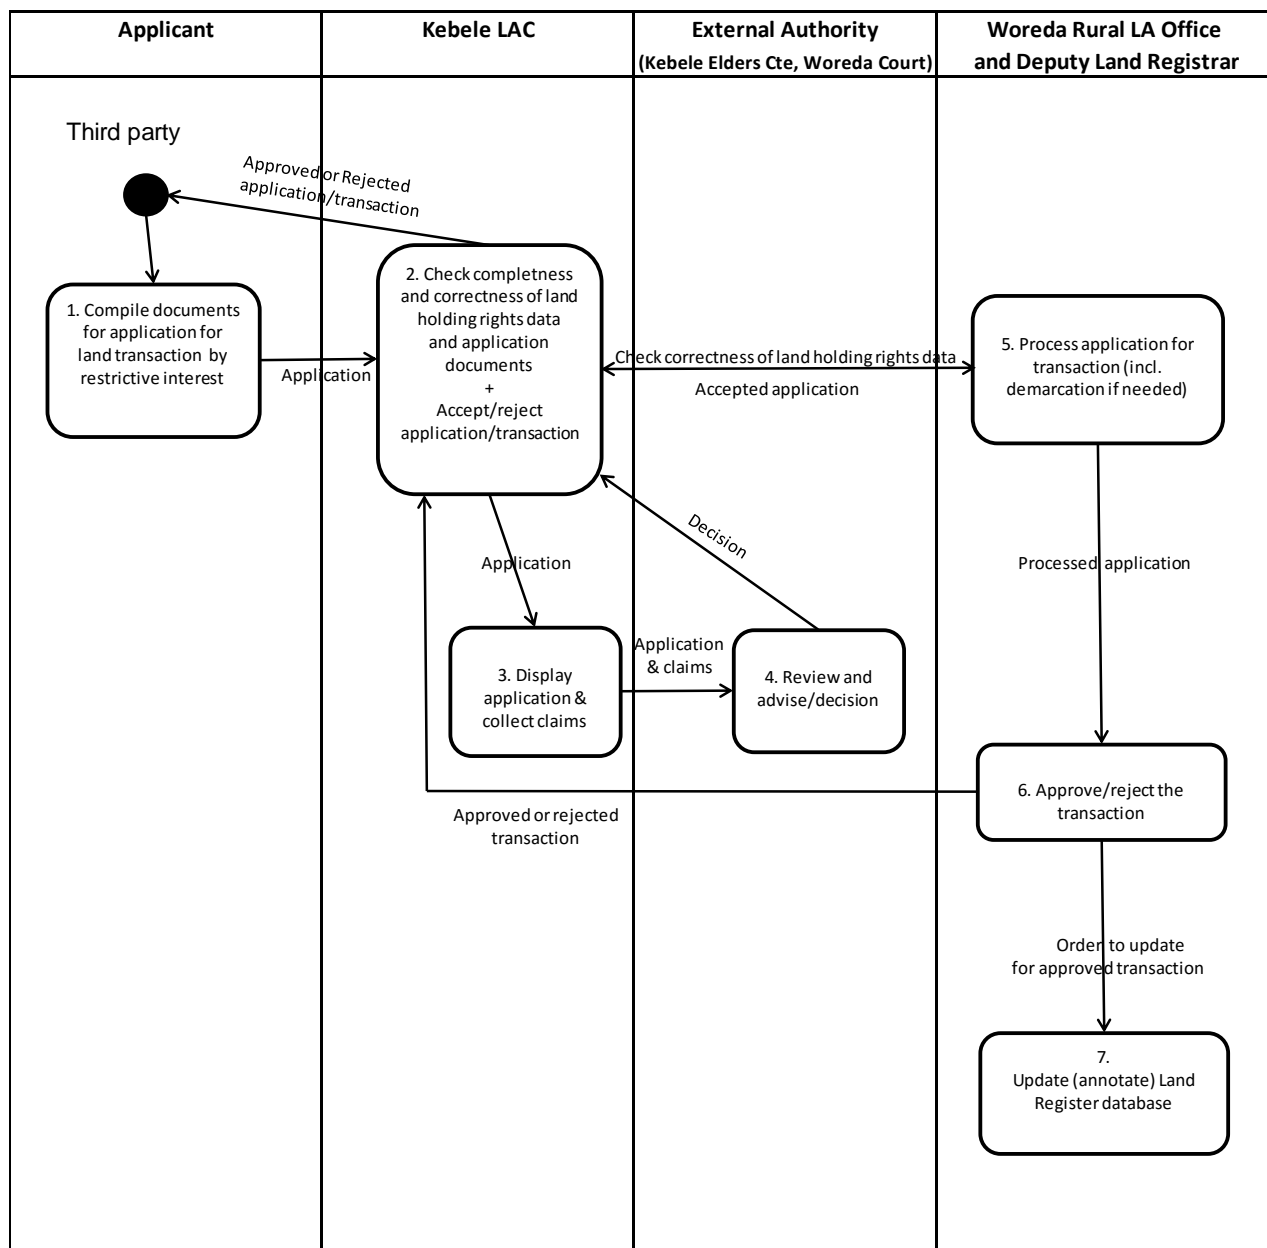 Applicant
Kebele LAC
External Authority
(Kebele Elders Cte, Woreda Court)
Woreda Rural LA Office
and Deputy Land Registrar
Third party
Approved or Rejected
application/transaction
1. Compile documents
for application for
land transaction by
restrictive interest
Application
2. Check completness
and correctness of land
holding rights data
and application
documents
+
Accept/reject
application/transaction
Check correctness of land holding rights data
Accepted application
5. Process application for
transaction (incl.
demarcation if needed)
Decision
Application
Processed application
3. Display
application &
collect claims
Application
& claims
4. Review and
advise/decision
6. Approve/reject the
transaction
Approved or rejected
transaction
Order to update
for approved transaction
7.
Update (annotate) Land
Register database